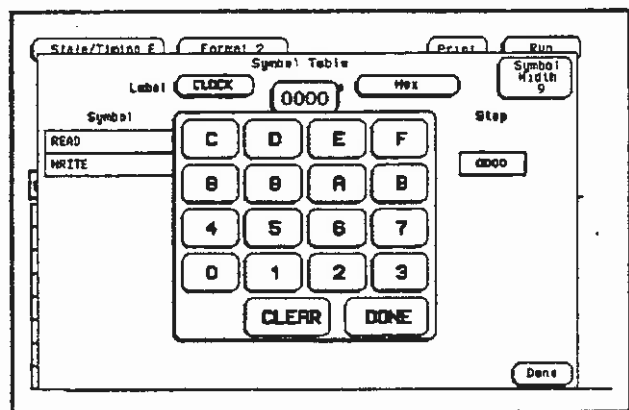 State/Timing E Format 2 Print Run
Symbol Table
Label CLOCK Hex
Symbol Width 9
0000
Symbol Stop
READ
WRITE 0000
C D E F
8 9 A B
4 5 6 7
0 1 2 3
CLEAR DONE
Done